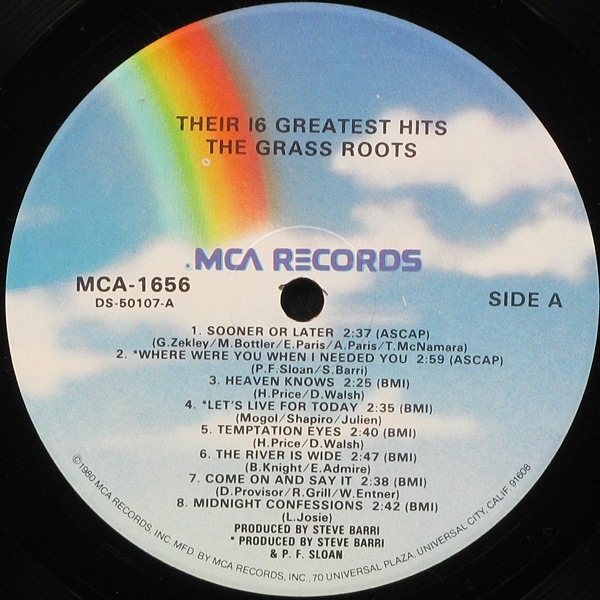 THEIR 16 GREATEST HITS
THE GRASS ROOTS
MCA RECORDS
MCA-1656
DS-50107-A
SIDE A
1. SOONER OR LATER 2:37 (ASCAP)
(G.Zekley/M.Bottler/E.Paris/A.Paris/T.McNamara)
2. *WHERE WERE YOU WHEN I NEEDED YOU 2:59 (ASCAP)
(P.F.Sloan/S.Barri)
3. HEAVEN KNOWS 2:25 (BMI)
(H.Price/D.Walsh)
4. *LET'S LIVE FOR TODAY 2:35 (BMI)
(Mogol/Shapiro/Julien)
5. TEMPTATION EYES 2:40 (BMI)
(H.Price/D.Walsh)
6. THE RIVER IS WIDE 2:47 (BMI)
(B.Knight/E.Admire)
7. COME ON AND SAY IT 2:38 (BMI)
(D.Provisor/R.Grill/W.Entner)
8. MIDNIGHT CONFESSIONS 2:42 (BMI)
(L.Josie)
PRODUCED BY STEVE BARRI
* PRODUCED BY STEVE BARRI
& P. F. SLOAN
©1980 MCA RECORDS, INC. MFD. BY MCA RECORDS, INC., 70 UNIVERSAL PLAZA, UNIVERSAL CITY, CALIF. 91608